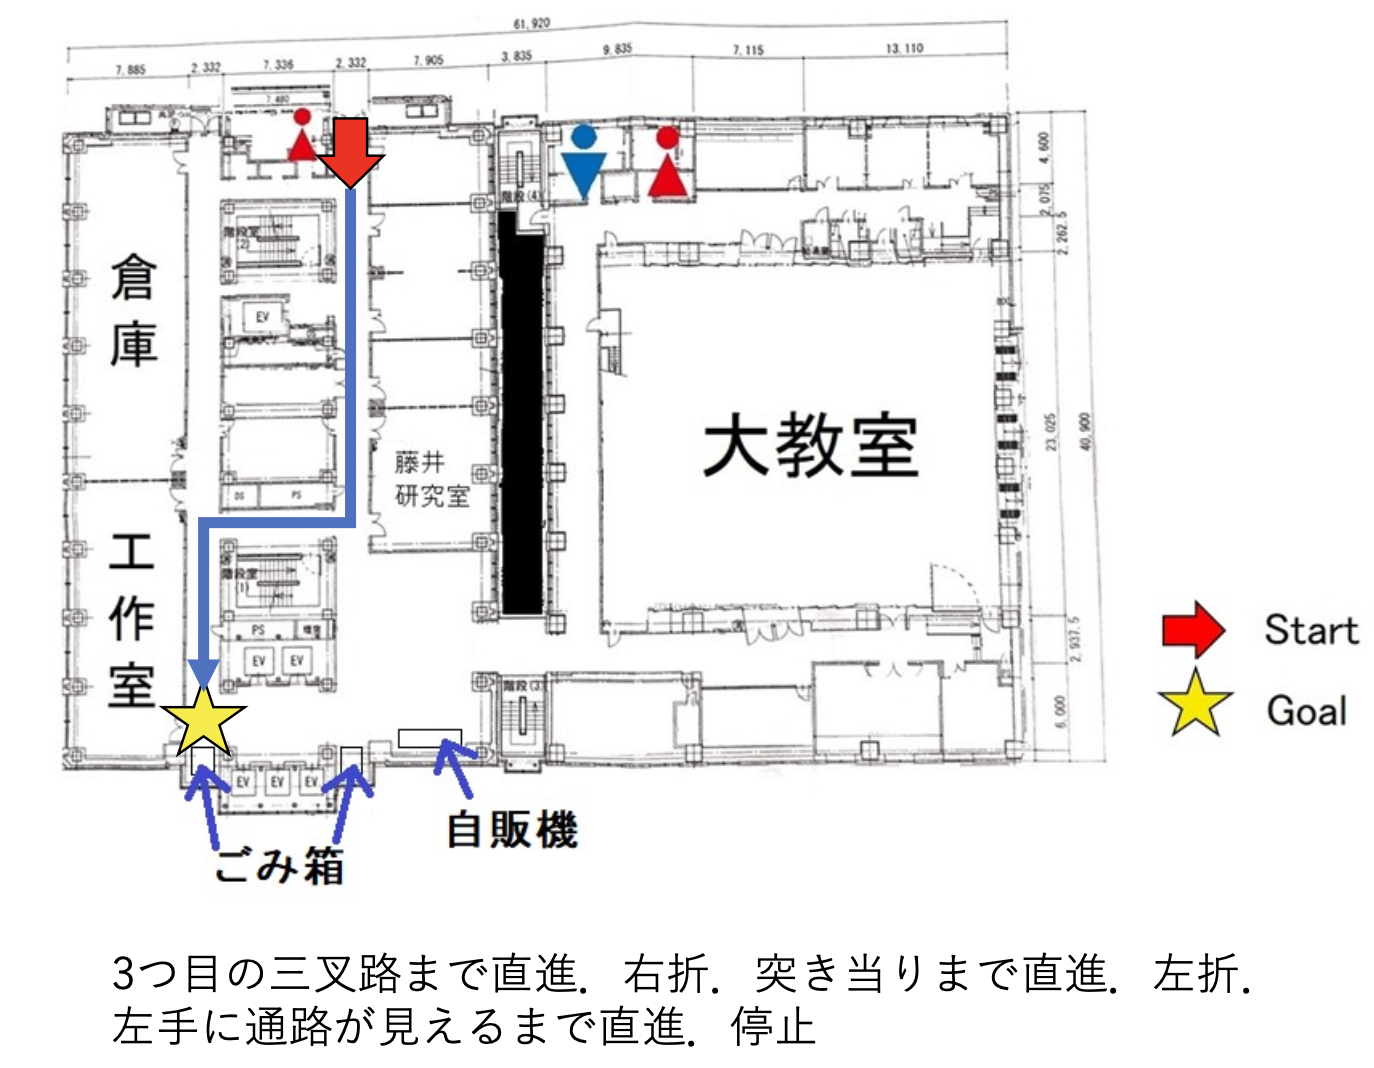 61,920
7,885 2,332 7,336 2,332 7,905 3,835 9,835 7,115 13,110
7,480
4,600
2,075
2,262.5
階段(4)
階段室
(2)
倉庫
EV
大教室
23,025
40,900
藤井
研究室
DS PS
工作室
階段室
(1)
PS
EV EV
2,937.5
階段(3)
6,000
Start
Goal
EV EV EV
自販機
ごみ箱
3つ目の三叉路まで直進．右折．突き当りまで直進．左折．
左手に通路が見えるまで直進．停止